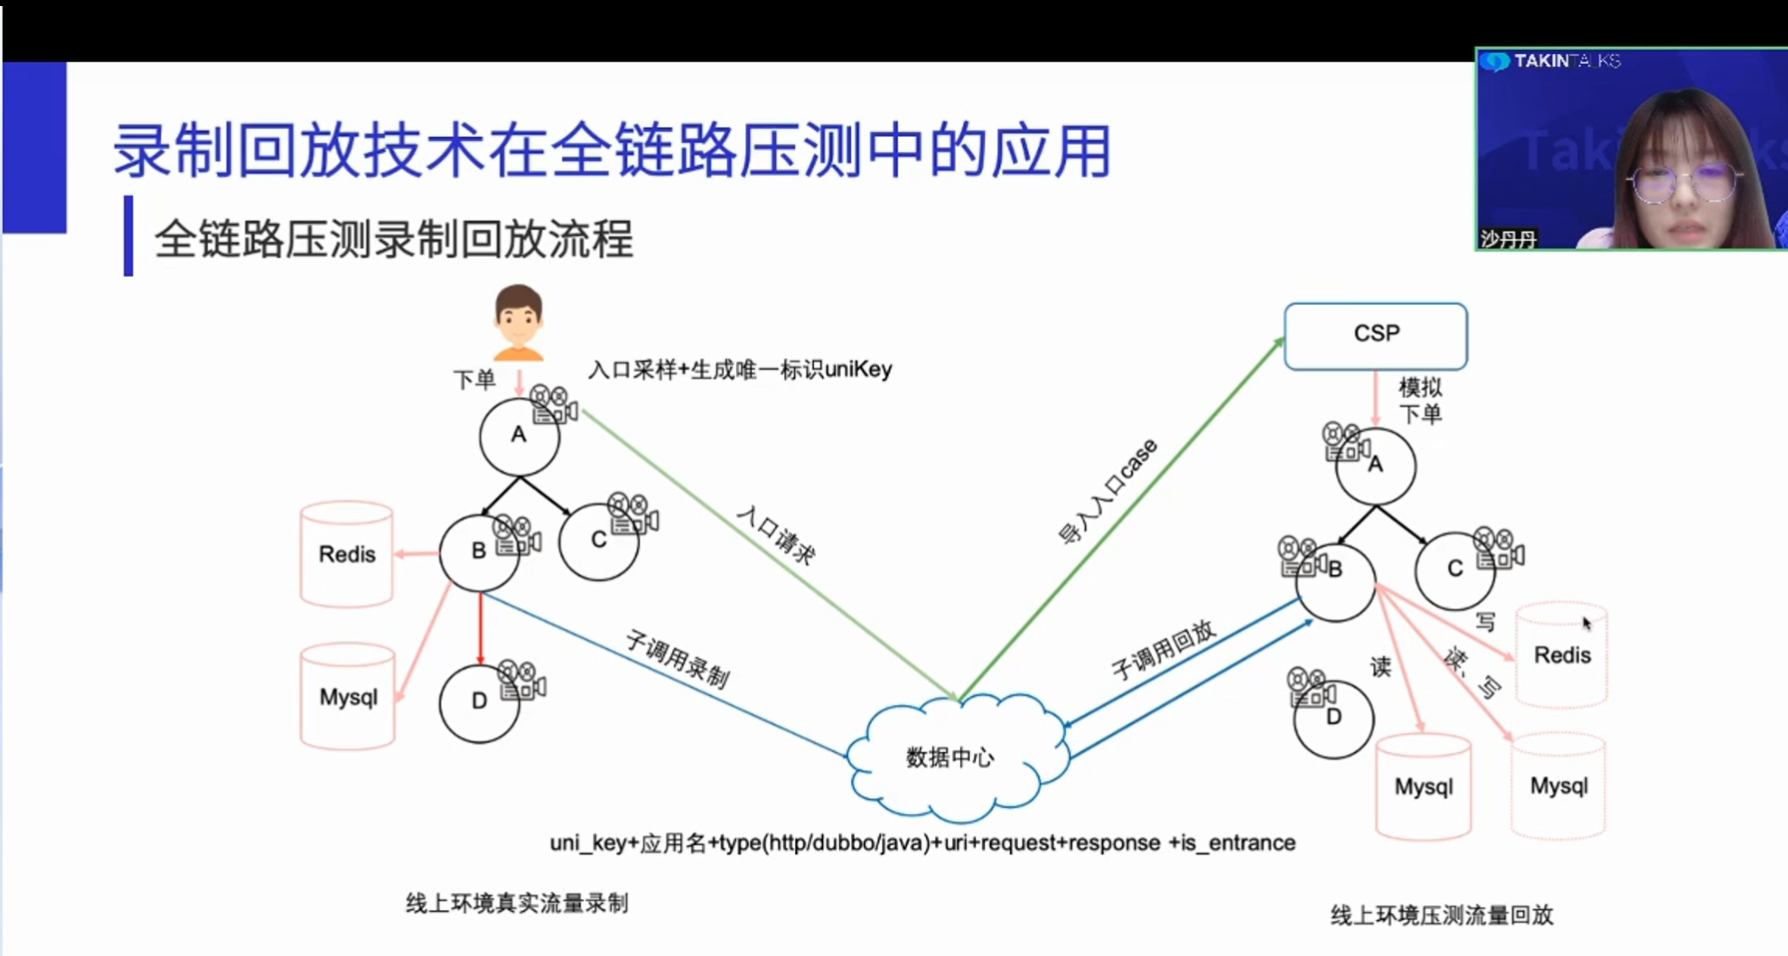 TAKINTALKS
Takin Talks
沙丹丹
录制回放技术在全链路压测中的应用
全链路压测录制回放流程
下单
入口采样+生成唯一标识uniKey
A
B
C
D
Redis
Mysql
入口请求
子调用录制
数据中心
uni_key+应用名+type(http/dubbo/java)+uri+request+response +is_entrance
线上环境真实流量录制
导入入口case
CSP
模拟
下单
A
B
C
D
子调用回放
写
读
读、写
Redis
Mysql
Mysql
线上环境压测流量回放